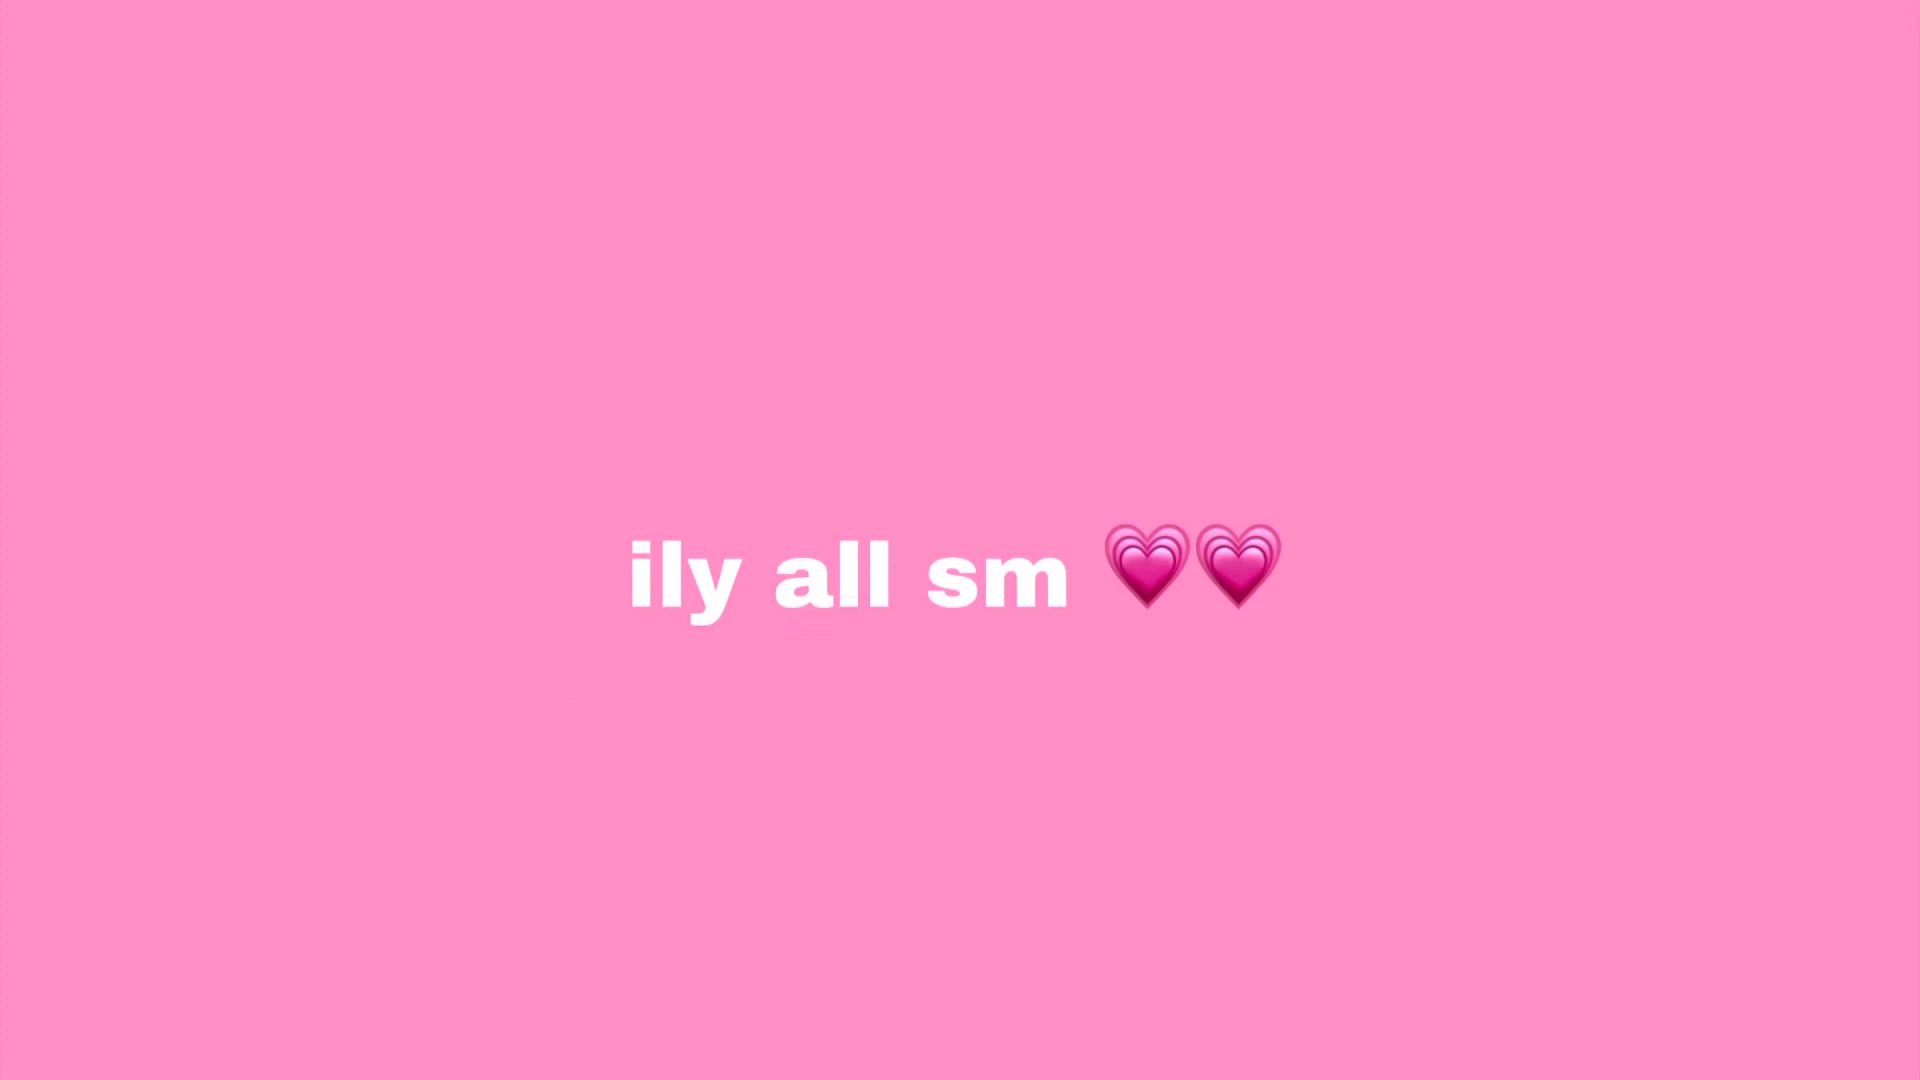 ily all sm 💗💗